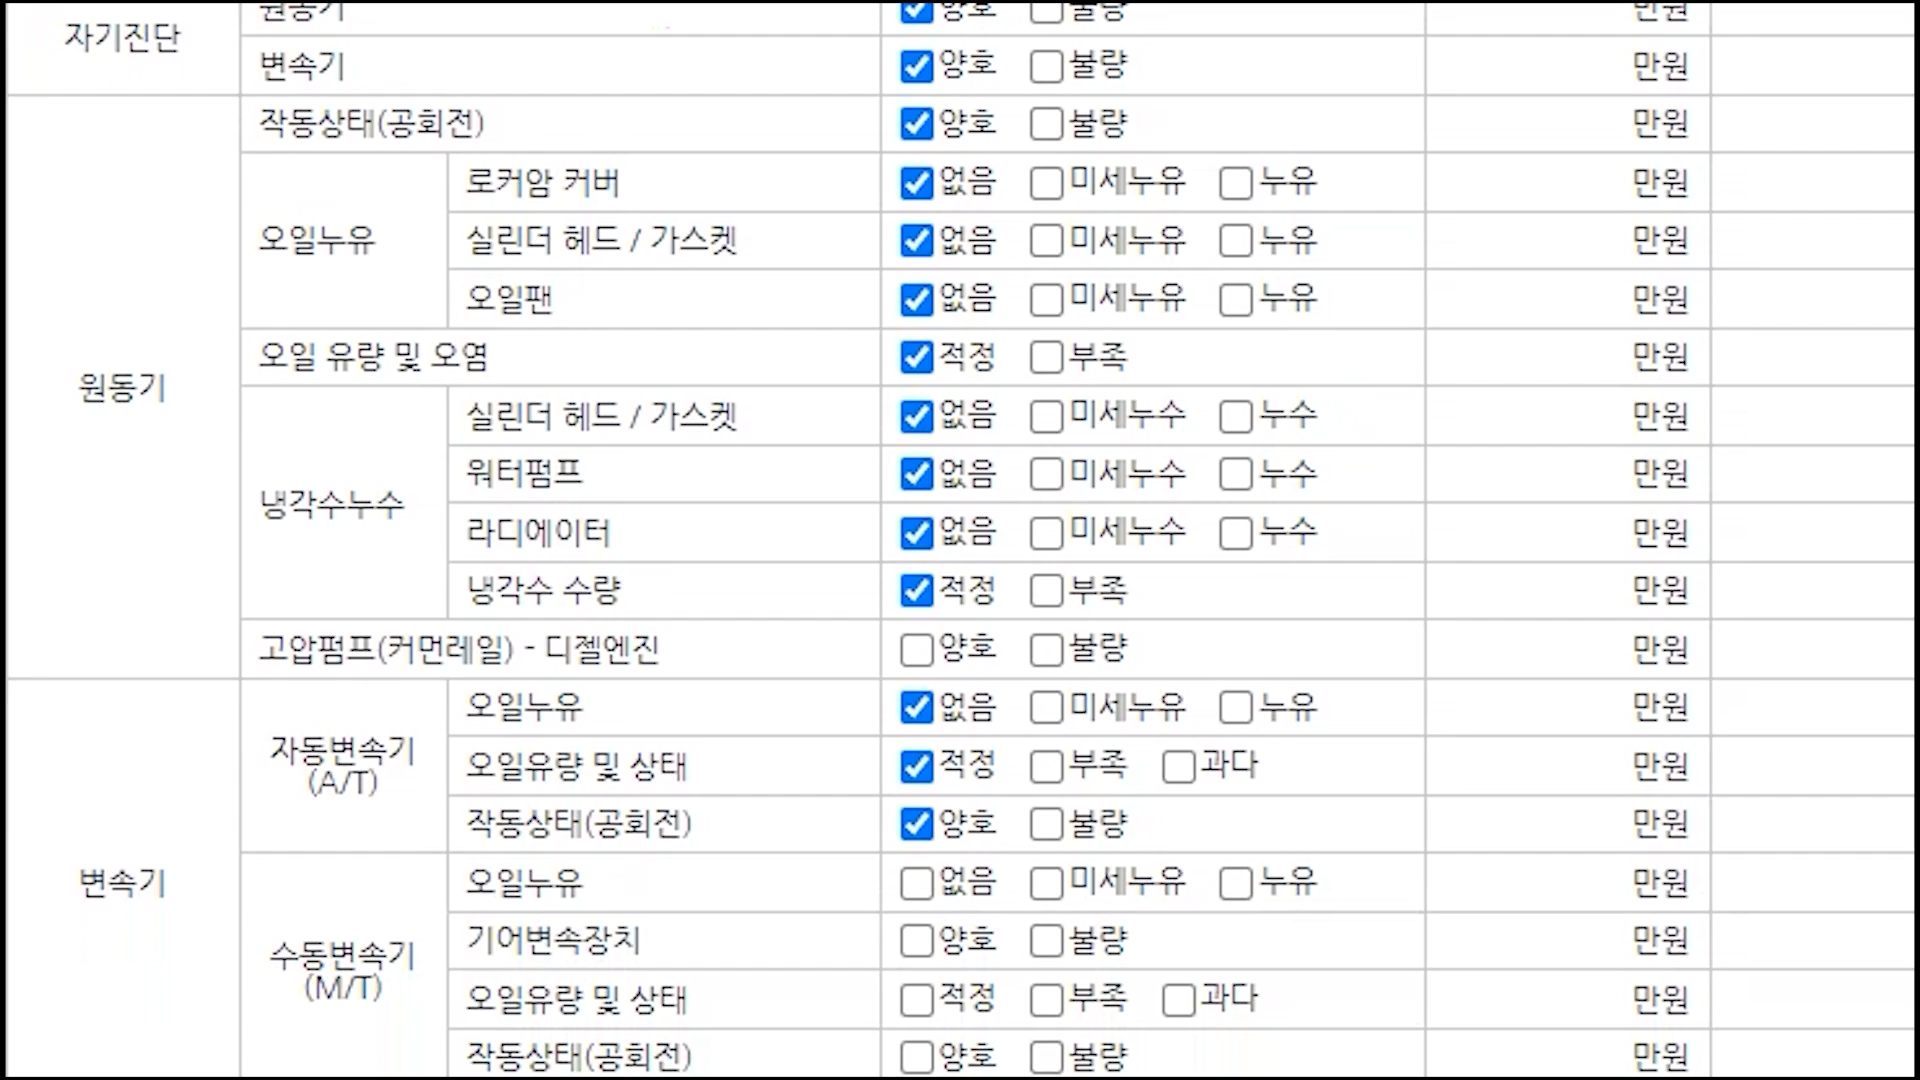 원동기 양호 불량 만원
자기진단
변속기 양호 불량 만원
작동상태(공회전) 양호 불량 만원
로커암 커버 없음 미세누유 누유 만원
오일누유 실린더 헤드 / 가스켓 없음 미세누유 누유 만원
오일팬 없음 미세누유 누유 만원
오일 유량 및 오염 적정 부족 만원
원동기
실린더 헤드 / 가스켓 없음 미세누수 누수 만원
워터펌프 없음 미세누수 누수 만원
냉각수누수
라디에이터 없음 미세누수 누수 만원
냉각수 수량 적정 부족 만원
고압펌프(커먼레일) - 디젤엔진 양호 불량 만원
오일누유 없음 미세누유 누유 만원
자동변속기
(A/T)
오일유량 및 상태 적정 부족 과다 만원
작동상태(공회전) 양호 불량 만원
변속기
오일누유 없음 미세누유 누유 만원
기어변속장치 양호 불량 만원
수동변속기
(M/T)
오일유량 및 상태 적정 부족 과다 만원
작동상태(공회전) 양호 불량 만원